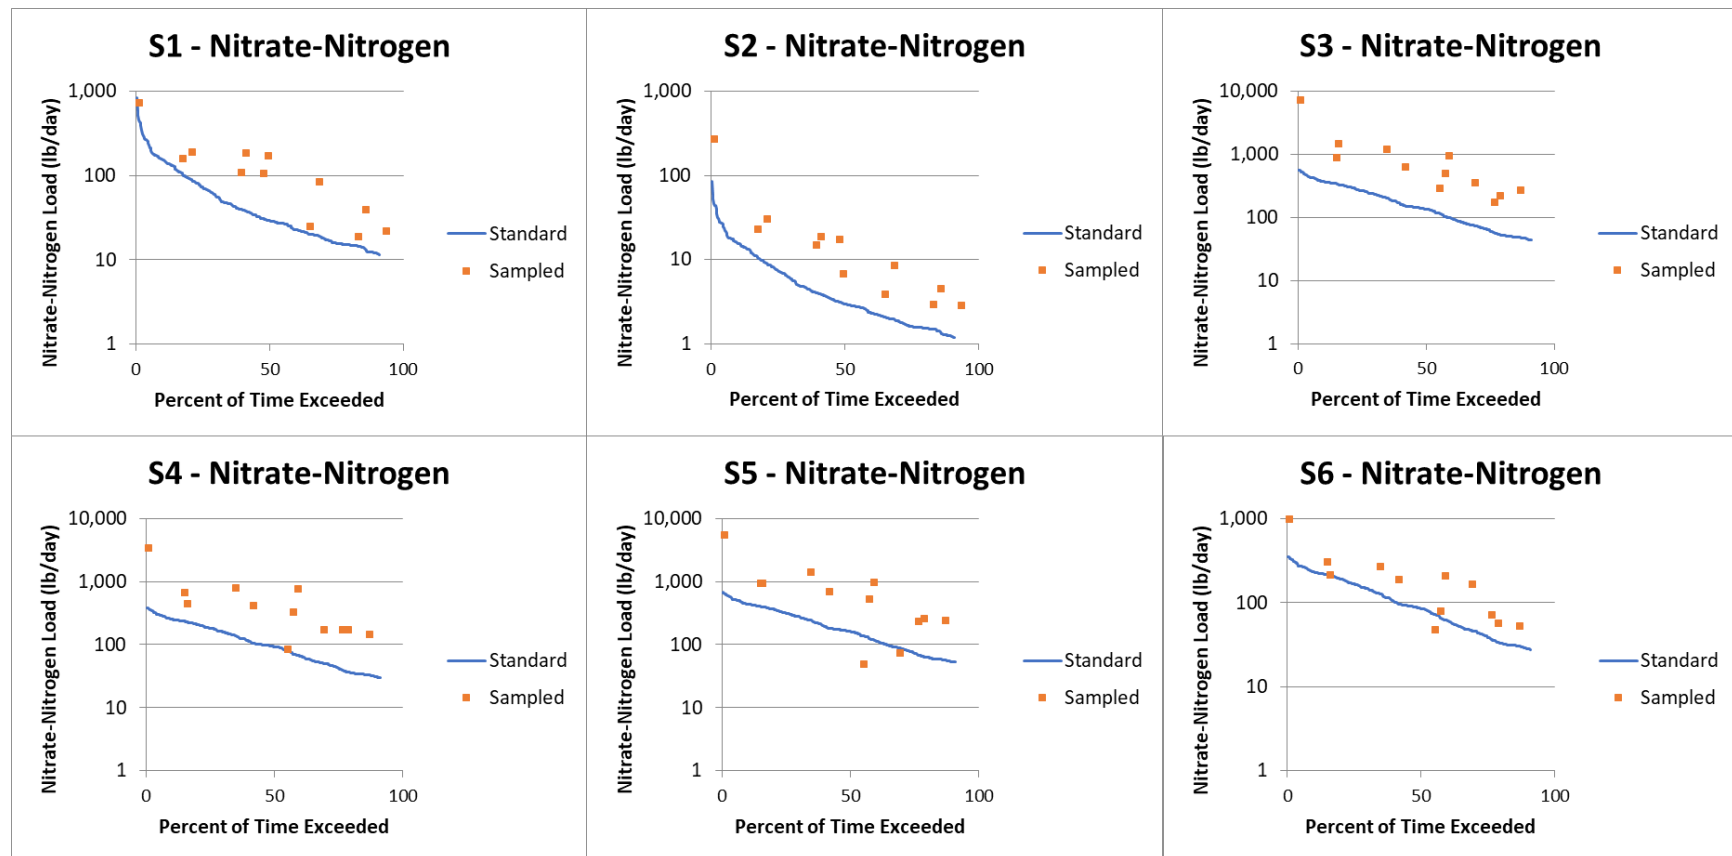 S1 - Nitrate-Nitrogen
Nitrate-Nitrogen Load (lb/day)
1,000
100
10
1
0 50 100
Percent of Time Exceeded
Standard
Sampled
S2 - Nitrate-Nitrogen
Nitrate-Nitrogen Load (lb/day)
1,000
100
10
1
0 50 100
Percent of Time Exceeded
Standard
Sampled
S3 - Nitrate-Nitrogen
Nitrate-Nitrogen Load (lb/day)
10,000
1,000
100
10
1
0 50 100
Percent of Time Exceeded
Standard
Sampled
S4 - Nitrate-Nitrogen
Nitrate-Nitrogen Load (lb/day)
10,000
1,000
100
10
1
0 50 100
Percent of Time Exceeded
Standard
Sampled
S5 - Nitrate-Nitrogen
Nitrate-Nitrogen Load (lb/day)
10,000
1,000
100
10
1
0 50 100
Percent of Time Exceeded
Standard
Sampled
S6 - Nitrate-Nitrogen
Nitrate-Nitrogen Load (lb/day)
1,000
100
10
1
0 50 100
Percent of Time Exceeded
Standard
Sampled